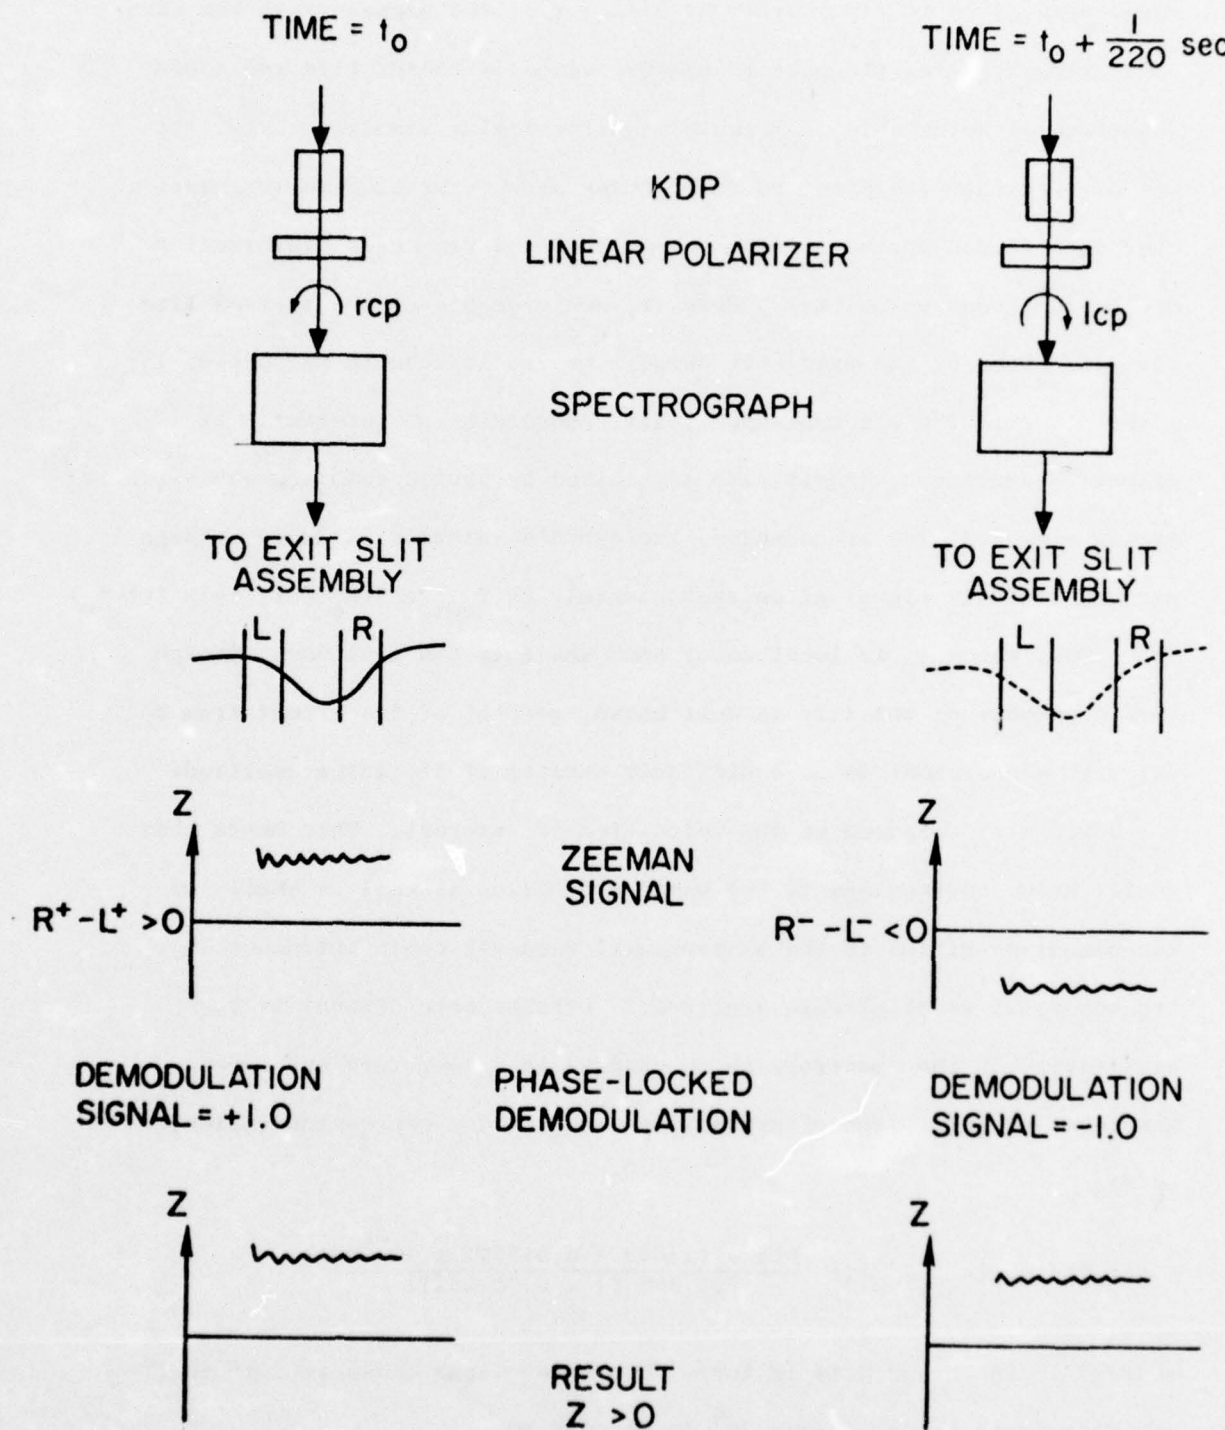 TIME = t₀
TIME = t₀ + 1/220 sec
KDP
LINEAR POLARIZER
rcp
lcp
SPECTROGRAPH
TO EXIT SLIT
ASSEMBLY
TO EXIT SLIT
ASSEMBLY
L R
L R
Z
Z
ZEEMAN
SIGNAL
R⁺-L⁺ >0
R⁻-L⁻ <0
DEMODULATION
SIGNAL = +1.0
PHASE-LOCKED
DEMODULATION
DEMODULATION
SIGNAL = -1.0
Z
Z
RESULT
Z >0